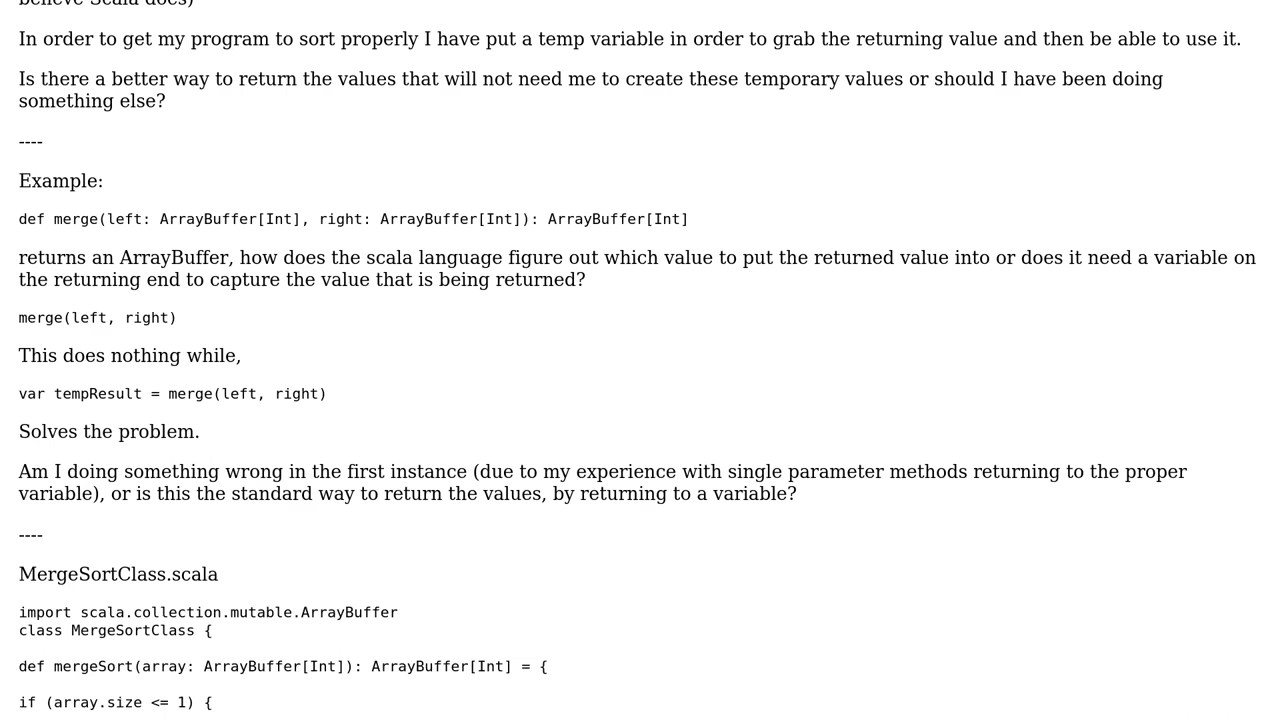 believe Scala does)
In order to get my program to sort properly I have put a temp variable in order to grab the returning value and then be able to use it.
Is there a better way to return the values that will not need me to create these temporary values or should I have been doing
something else?
----
Example:
def merge(left: ArrayBuffer[Int], right: ArrayBuffer[Int]): ArrayBuffer[Int]
returns an ArrayBuffer, how does the scala language figure out which value to put the returned value into or does it need a variable on
the returning end to capture the value that is being returned?
merge(left, right)
This does nothing while,
var tempResult = merge(left, right)
Solves the problem.
Am I doing something wrong in the first instance (due to my experience with single parameter methods returning to the proper
variable), or is this the standard way to return the values, by returning to a variable?
----
MergeSortClass.scala
import scala.collection.mutable.ArrayBuffer
class MergeSortClass {
def mergeSort(array: ArrayBuffer[Int]): ArrayBuffer[Int] = {
if (array.size <= 1) {